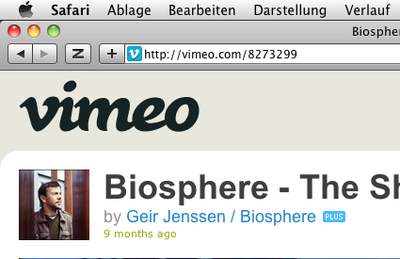 Safari Ablage Bearbeiten Darstellung Verlauf
Biosphere
Z + http://vimeo.com/8273299
vimeo
Biosphere - The Sh
by Geir Jenssen / Biosphere PLUS
9 months ago